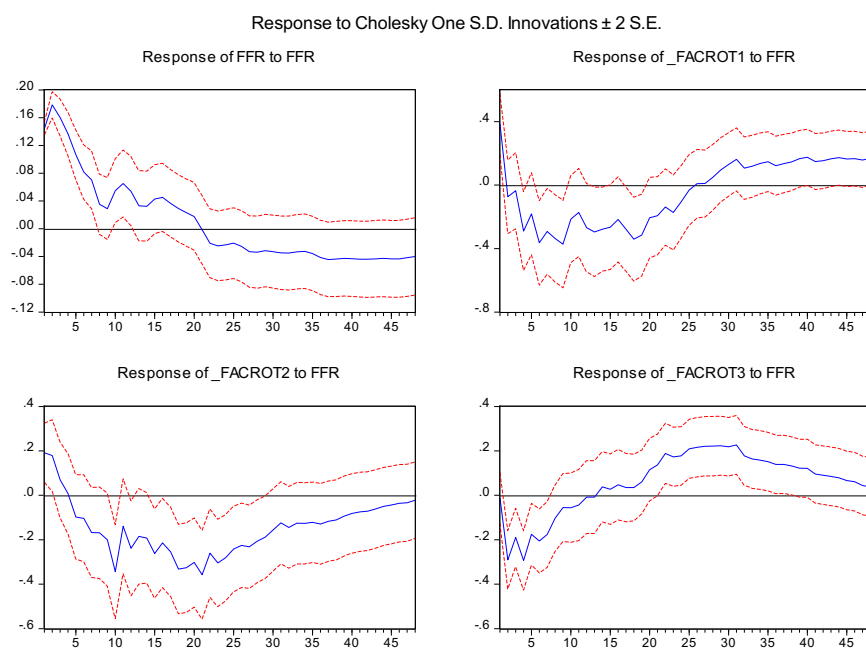 Response to Cholesky One S.D. Innovations ± 2 S.E.
Response of FFR to FFR
.20
.16
.12
.08
.04
.00
-.04
-.08
-.12
5 10 15 20 25 30 35 40 45
Response of _FACROT1 to FFR
.4
.0
-.4
-.8
5 10 15 20 25 30 35 40 45
Response of _FACROT2 to FFR
.4
.2
.0
-.2
-.4
-.6
5 10 15 20 25 30 35 40 45
Response of _FACROT3 to FFR
.4
.2
.0
-.2
-.4
-.6
5 10 15 20 25 30 35 40 45